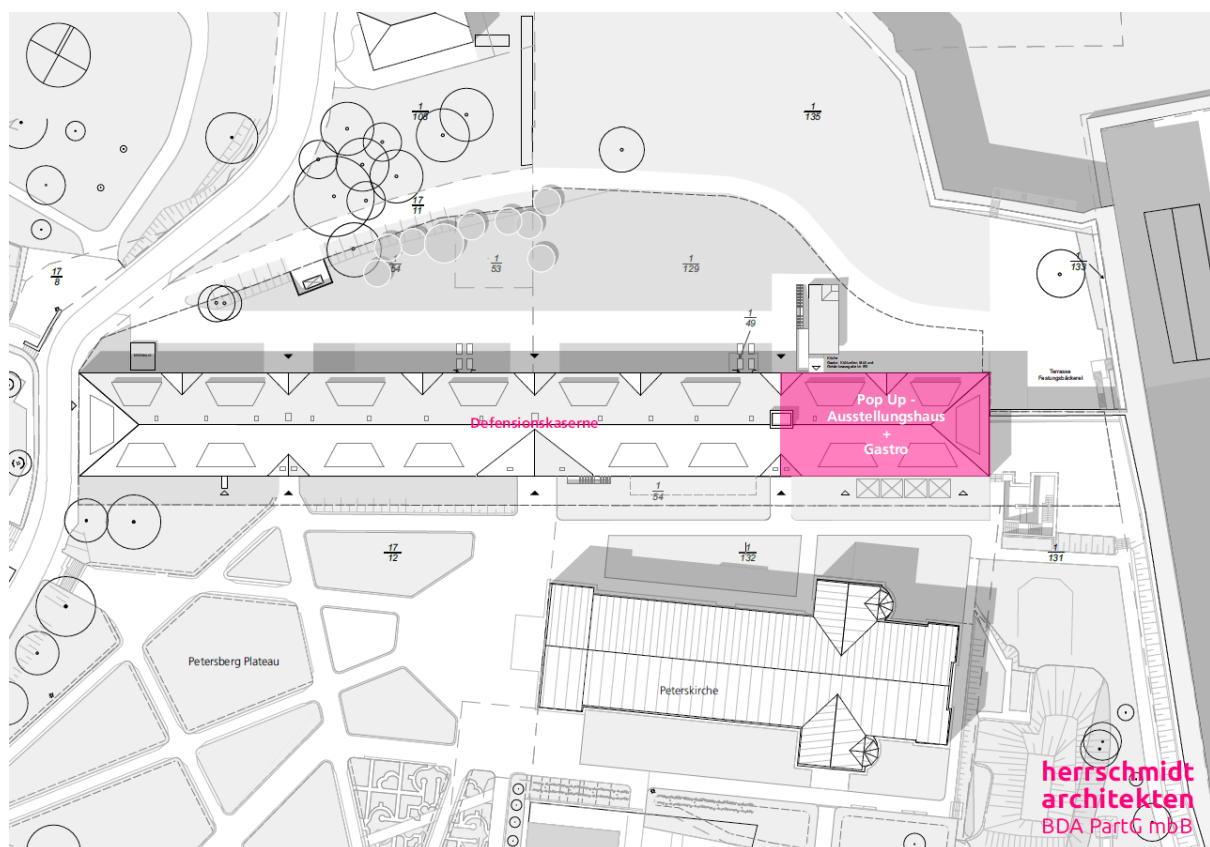 1
108
1
135
17
11
17
8
1
54
1
53
1
129
1
133
1
49
Terrasse
Festungsbäckerei
Defensionskaserne
Pop Up -
Ausstellungshaus
+
Gastro
1
54
17
12
1
132
1
131
Petersberg Plateau
Peterskirche
herrschmidt
architekten
BDA PartG mbB